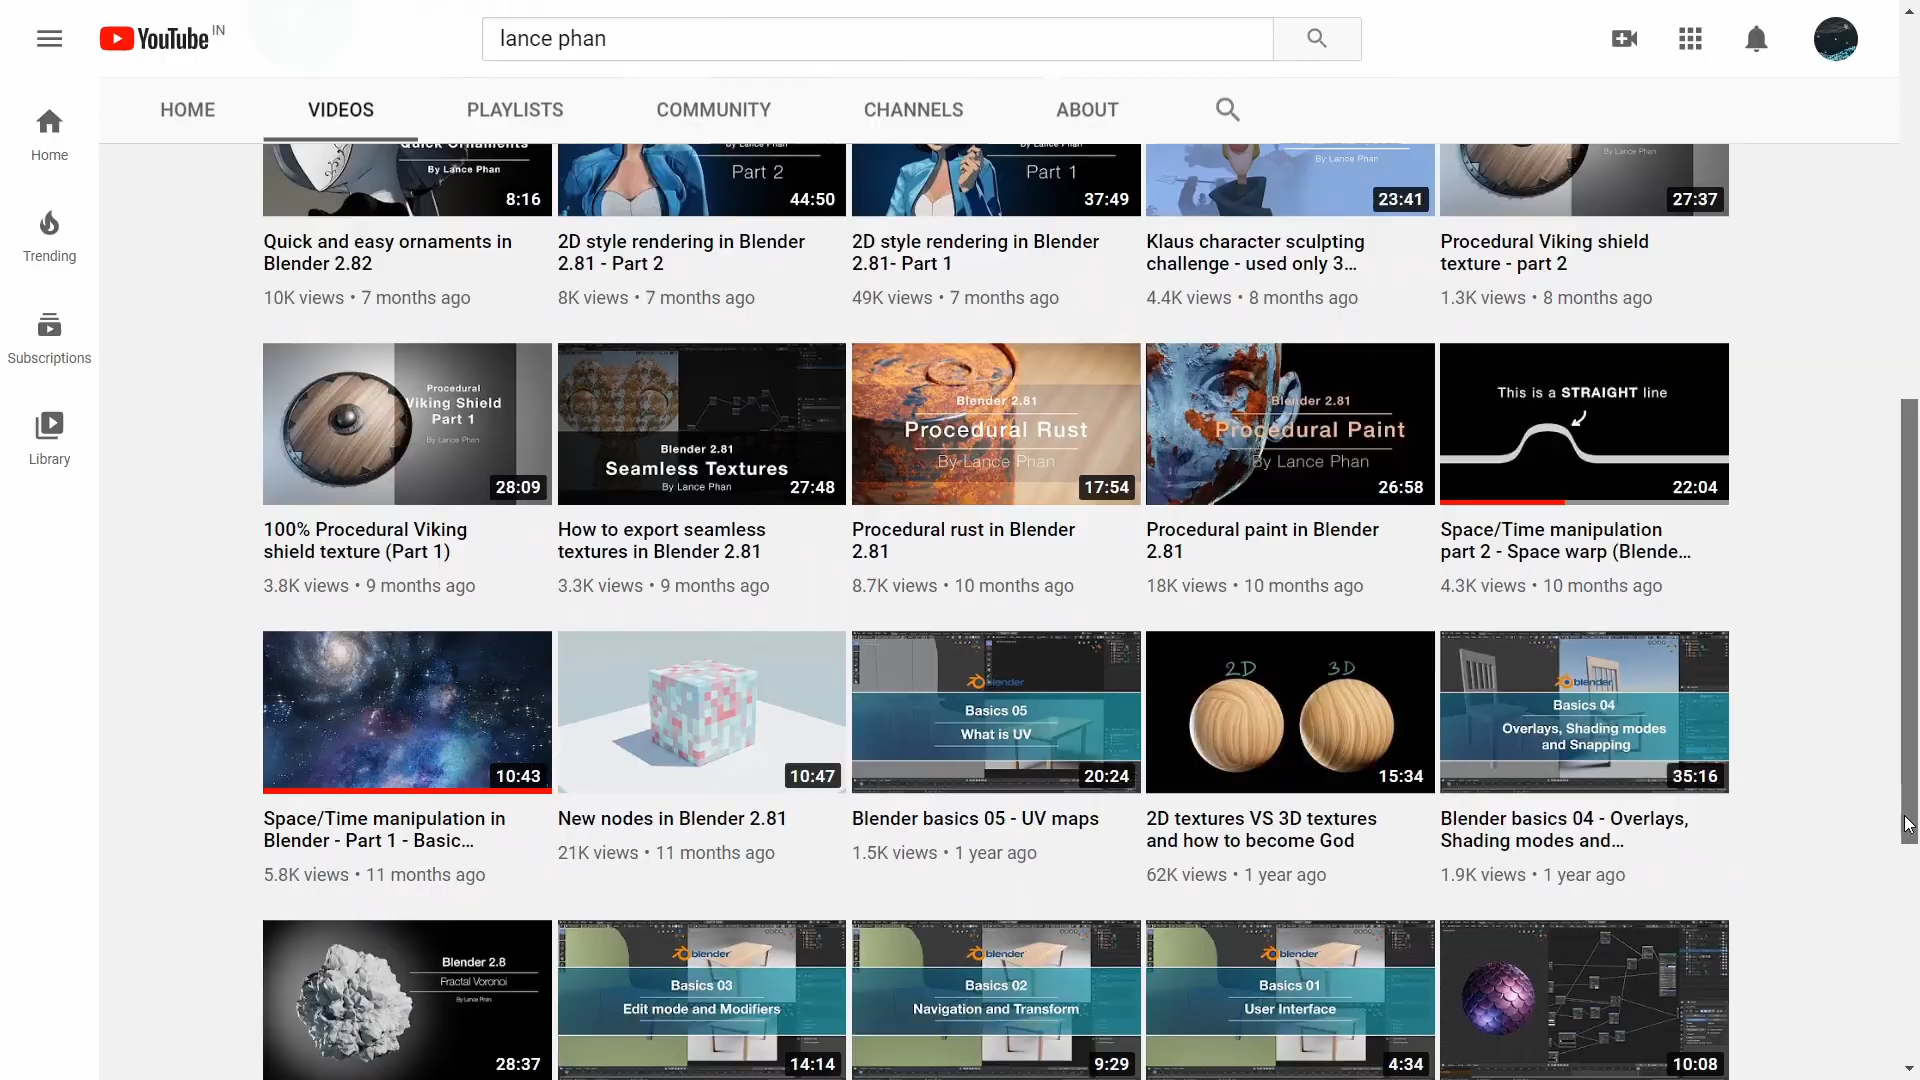 YouTube IN
lance phan
HOME
VIDEOS
PLAYLISTS
COMMUNITY
CHANNELS
ABOUT
Home
Trending
Subscriptions
Library
Quick Ornaments
By Lance Phan
8:16
By Lance Phan
Part 2
44:50
By Lance Phan
Part 1
37:49
By Lance Phan
23:41
By Lance Phan
27:37
Quick and easy ornaments in
Blender 2.82
10K views • 7 months ago
2D style rendering in Blender
2.81 - Part 2
8K views • 7 months ago
2D style rendering in Blender
2.81- Part 1
49K views • 7 months ago
Klaus character sculpting
challenge - used only 3...
4.4K views • 8 months ago
Procedural Viking shield
texture - part 2
1.3K views • 8 months ago
Procedural
Viking Shield
Part 1
By Lance Phan
28:09
Blender 2.81
Seamless Textures
By Lance Phan
27:48
Blender 2.81
Procedural Rust
By Lance Phan
17:54
Blender 2.81
Procedural Paint
By Lance Phan
26:58
This is a STRAIGHT line
22:04
100% Procedural Viking
shield texture (Part 1)
3.8K views • 9 months ago
How to export seamless
textures in Blender 2.81
3.3K views • 9 months ago
Procedural rust in Blender
2.81
8.7K views • 10 months ago
Procedural paint in Blender
2.81
18K views • 10 months ago
Space/Time manipulation
part 2 - Space warp (Blende...
4.3K views • 10 months ago
10:43
10:47
blender
Basics 05
What is UV
20:24
2D
3D
15:34
blender
Basics 04
Overlays, Shading modes
and Snapping
35:16
Space/Time manipulation in
Blender - Part 1 - Basic...
5.8K views • 11 months ago
New nodes in Blender 2.81
21K views • 11 months ago
Blender basics 05 - UV maps
1.5K views • 1 year ago
2D textures VS 3D textures
and how to become God
62K views • 1 year ago
Blender basics 04 - Overlays,
Shading modes and...
1.9K views • 1 year ago
Blender 2.8
Fractal Voronoi
By Lance Phan
28:37
blender
Basics 03
Edit mode and Modifiers
14:14
blender
Basics 02
Navigation and Transform
9:29
blender
Basics 01
User Interface
4:34
10:08